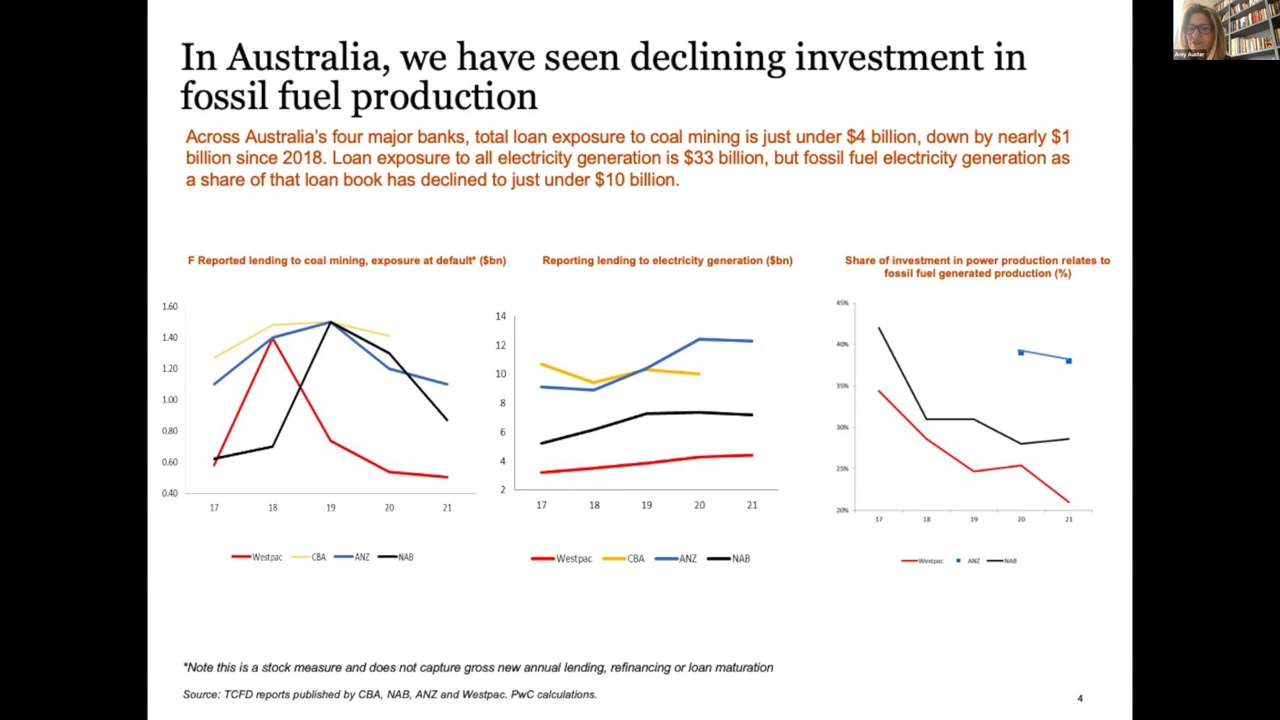 In Australia, we have seen declining investment in
fossil fuel production
Across Australia's four major banks, total loan exposure to coal mining is just under $4 billion, down by nearly $1
billion since 2018. Loan exposure to all electricity generation is $33 billion, but fossil fuel electricity generation as
a share of that loan book has declined to just under $10 billion.
F Reported lending to coal mining, exposure at default* ($bn)
1.60
1.40
1.20
1.00
0.80
0.60
0.40
17 18 19 20 21
Westpac CBA ANZ NAB
Reporting lending to electricity generation ($bn)
14
12
10
8
6
4
2
17 18 19 20 21
Westpac CBA ANZ NAB
Share of investment in power production relates to
fossil fuel generated production (%)
45%
40%
35%
30%
25%
20%
17 18 19 20 21
Westpac ANZ NAB
*Note this is a stock measure and does not capture gross new annual lending, refinancing or loan maturation
Source: TCFD reports published by CBA, NAB, ANZ and Westpac. PwC calculations.
4
Amy Auster